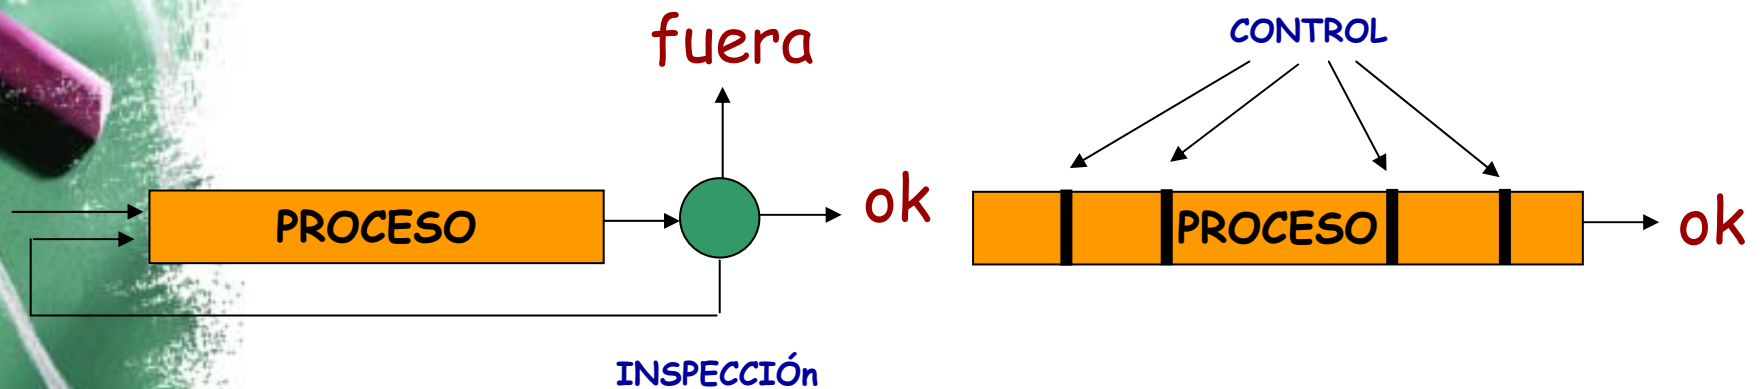 fuera
PROCESO
ok
INSPECCIÓn
CONTROL
PROCESO
ok